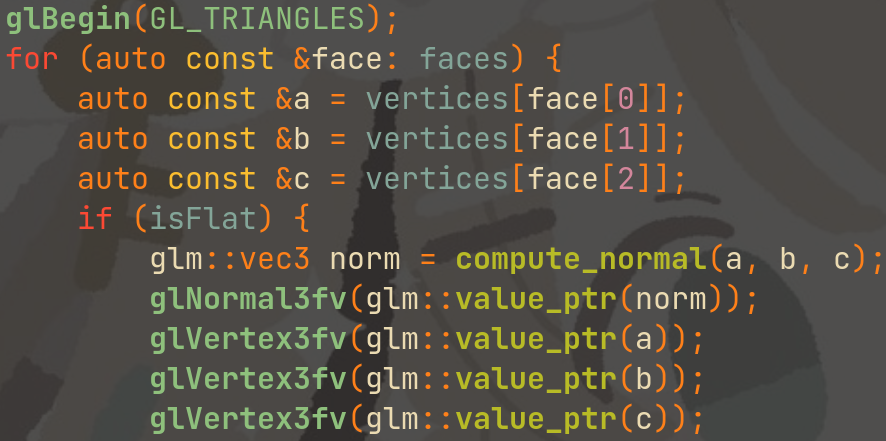 glBegin(GL_TRIANGLES);
for (auto const &face: faces) {
    auto const &a = vertices[face[0]];
    auto const &b = vertices[face[1]];
    auto const &c = vertices[face[2]];
    if (isFlat) {
        glm::vec3 norm = compute_normal(a, b, c);
        glNormal3fv(glm::value_ptr(norm));
        glVertex3fv(glm::value_ptr(a));
        glVertex3fv(glm::value_ptr(b));
        glVertex3fv(glm::value_ptr(c));